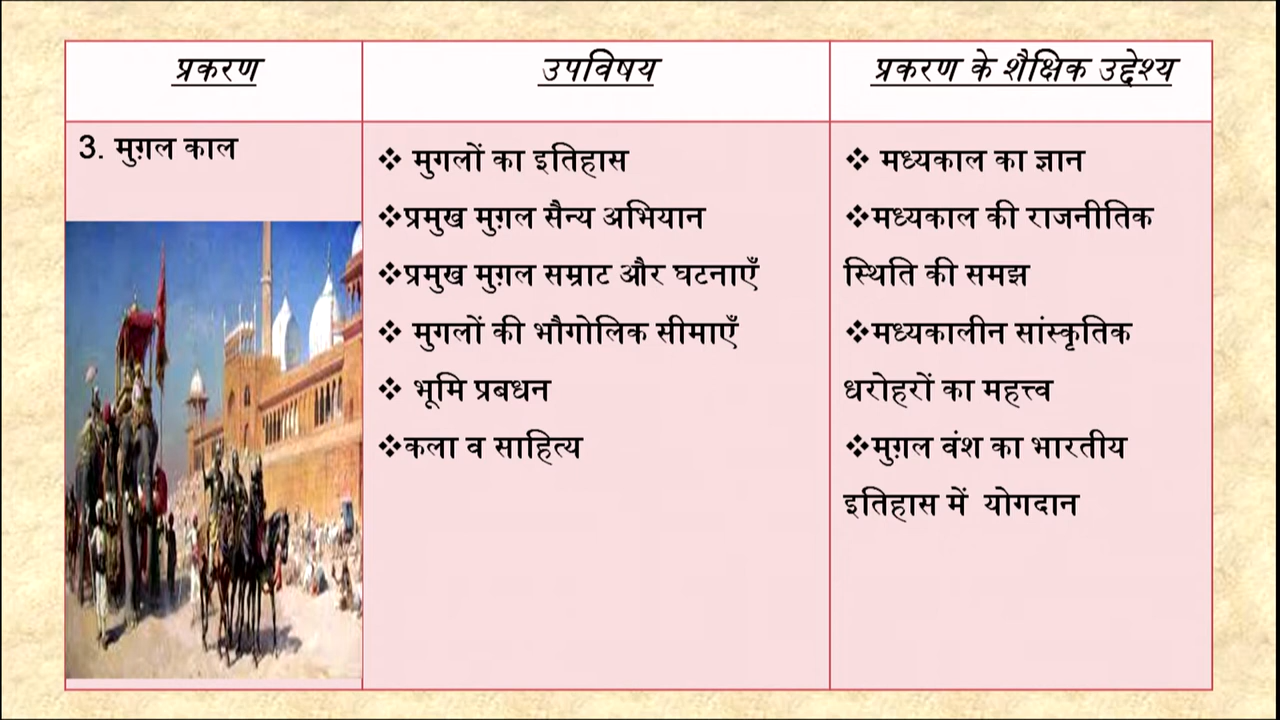 प्रकरण
उपविषय
प्रकरण के शैक्षिक उद्देश्य
3. मुग़ल काल
❖ मुगलों का इतिहास
❖प्रमुख मुग़ल सैन्य अभियान
❖प्रमुख मुग़ल सम्राट और घटनाएँ
❖ मुगलों की भौगोलिक सीमाएँ
❖ भूमि प्रबधन
❖कला व साहित्य
❖ मध्यकाल का ज्ञान
❖मध्यकाल की राजनीतिक
स्थिति की समझ
❖मध्यकालीन सांस्कृतिक
धरोहरों का महत्त्व
❖मुग़ल वंश का भारतीय
इतिहास में योगदान